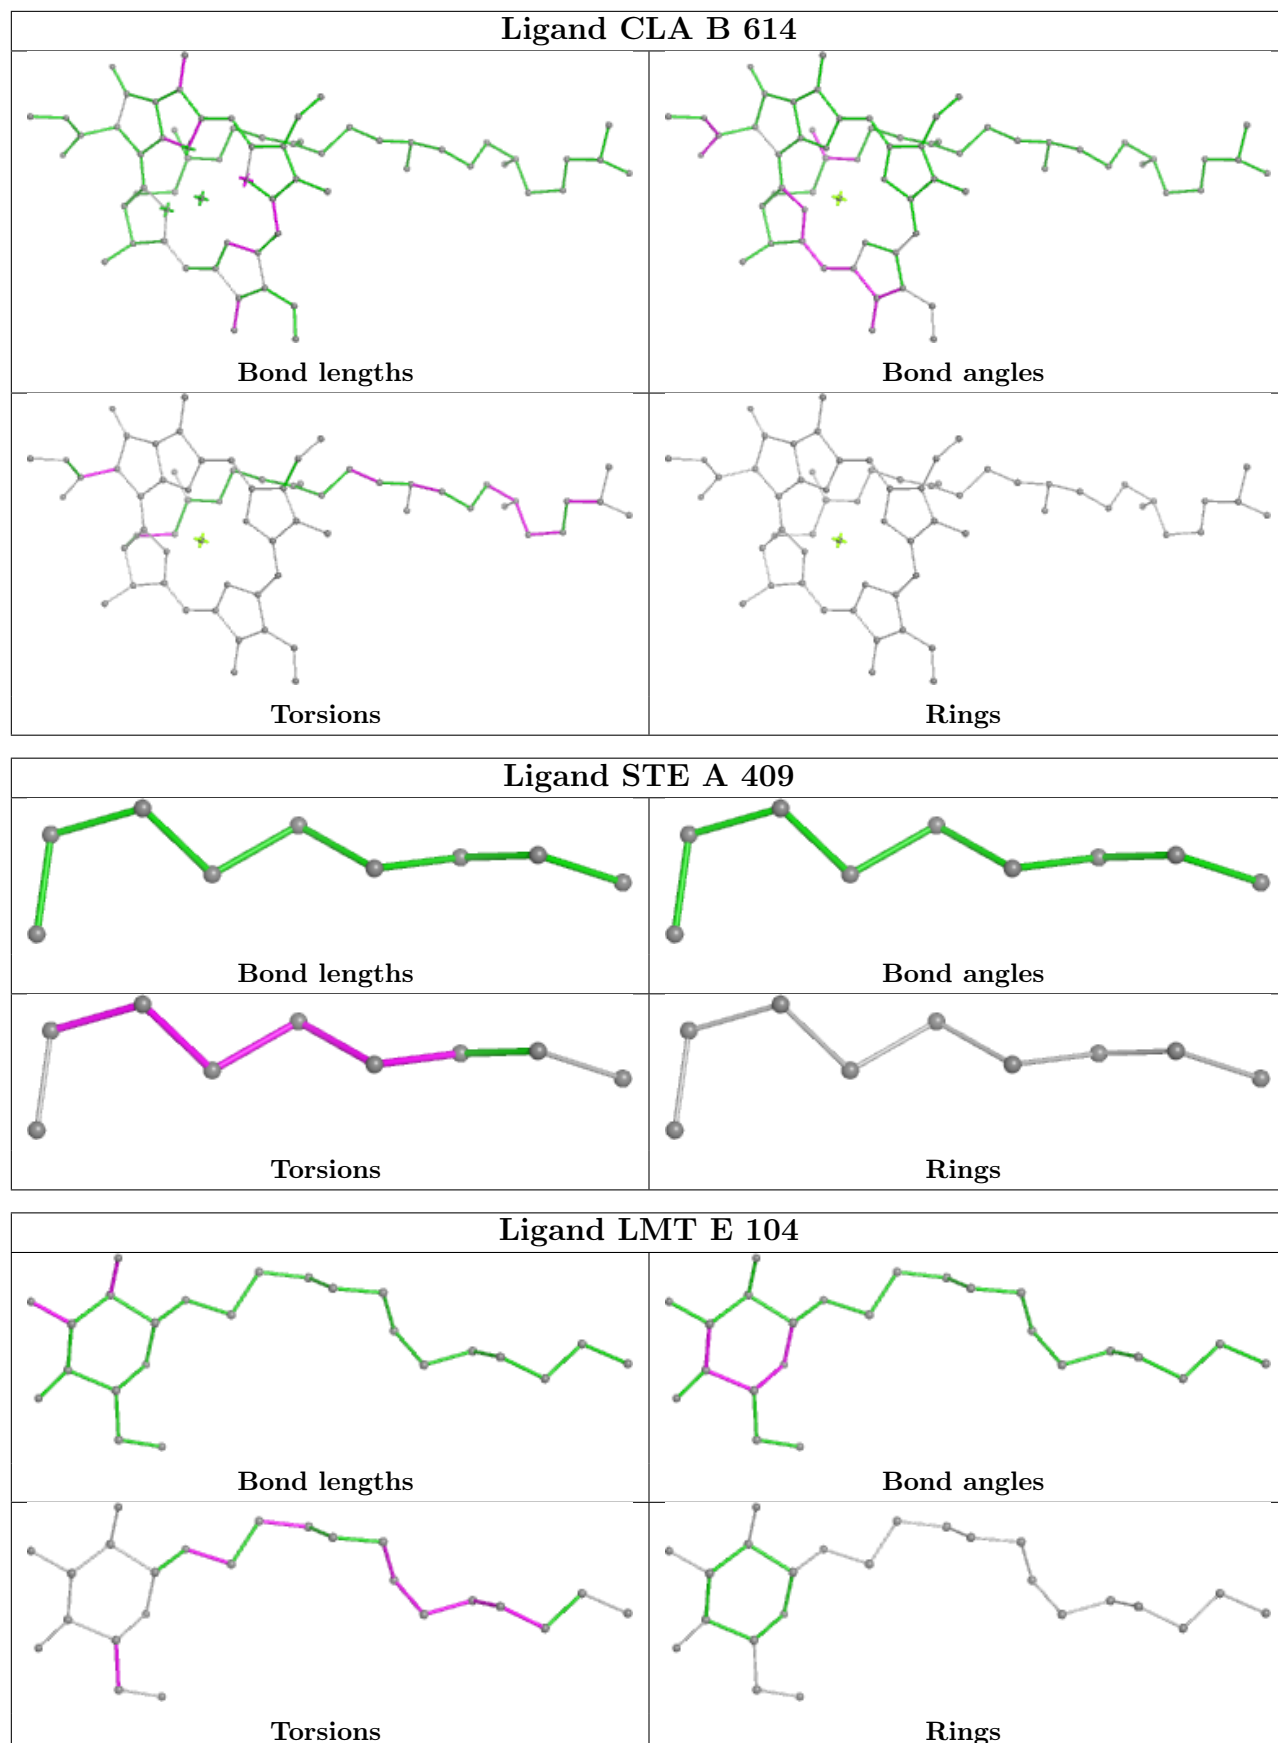 Ligand CLA B 614
Bond lengths
Bond angles
Torsions
Rings
Ligand STE A 409
Bond lengths
Bond angles
Torsions
Rings
Ligand LMT E 104
Bond lengths
Bond angles
Torsions
Rings